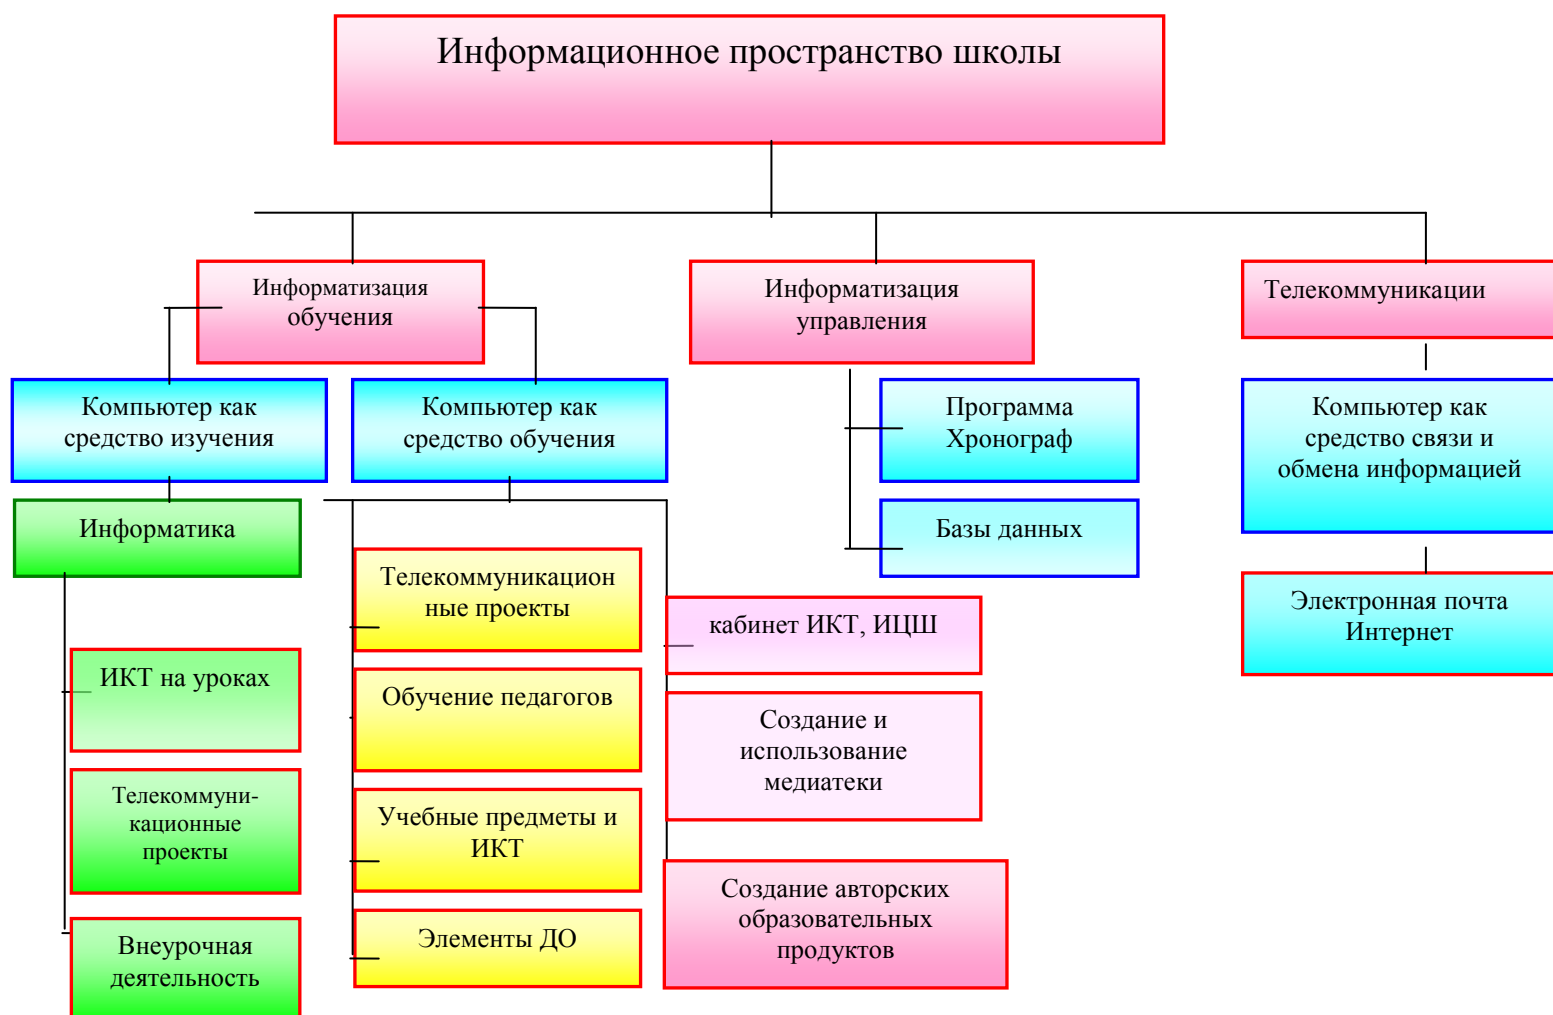 Информационное пространство школы
Информатизация
обучения
Информатизация
управления
Телекоммуникации
Компьютер как
средство изучения
Компьютер как
средство обучения
Программа
Хронограф
Компьютер как
средство связи и
обмена информацией
Информатика
Базы данных
Телекоммуникацион
ные проекты
кабинет ИКТ, ИЦШ
Электронная почта
Интернет
ИКТ на уроках
Обучение педагогов
Создание и
использование
медиатеки
Телекоммуни-
кационные
проекты
Учебные предметы и
ИКТ
Создание авторских
образовательных
продуктов
Внеурочная
деятельность
Элементы ДО